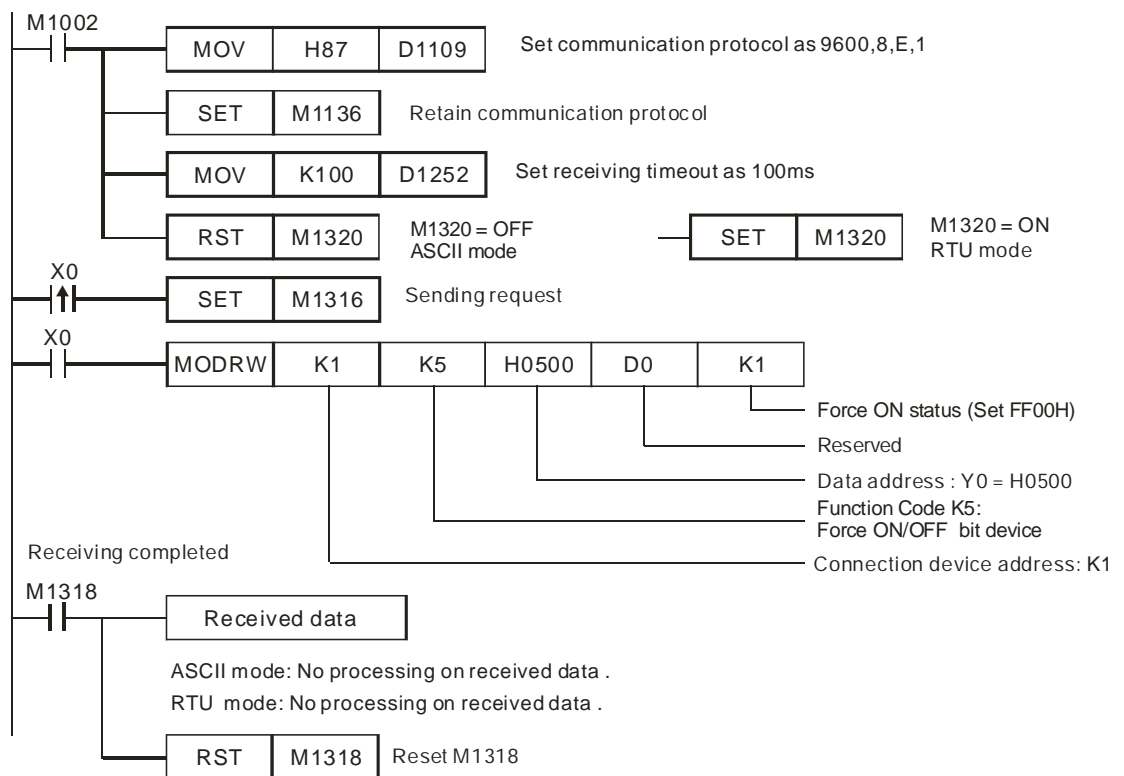 M1002
MOV H87 D1109 Set communication protocol as 9600,8,E,1
SET M1136 Retain communication protocol
MOV K100 D1252 Set receiving timeout as 100ms
RST M1320 M1320 = OFF
ASCII mode
SET M1320 M1320 = ON
RTU mode
X0
SET M1316 Sending request
X0
MODRW K1 K5 H0500 D0 K1
Force ON status (Set FF00H)
Reserved
Data address : Y0 = H0500
Function Code K5:
Force ON/OFF bit device
Connection device address: K1
Receiving completed
M1318
Received data
ASCII mode: No processing on received data .
RTU mode: No processing on received data .
RST M1318 Reset M1318